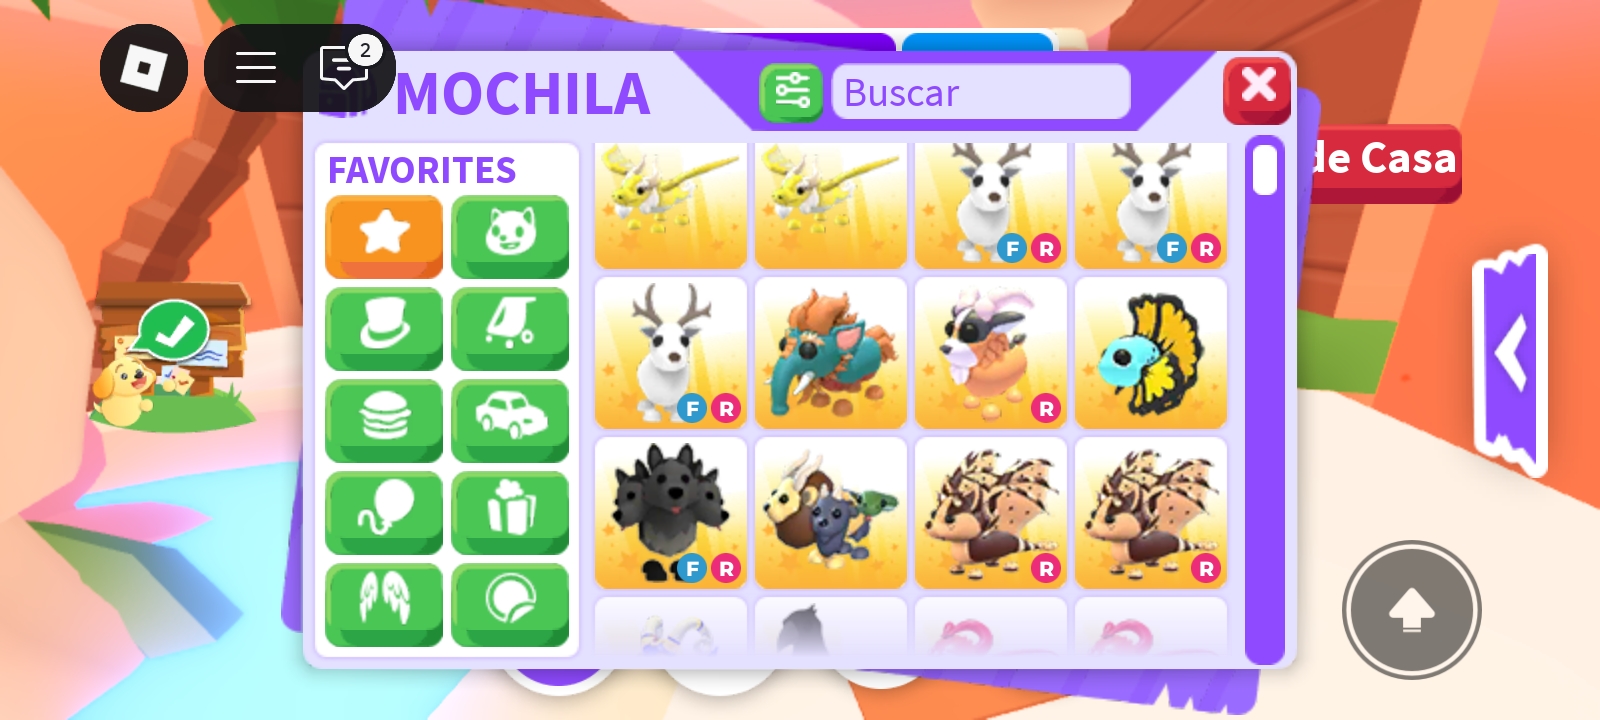 2
MOCHILA
Buscar
de Casa
FAVORITES
F R
F R
F R
R
F R
R
R